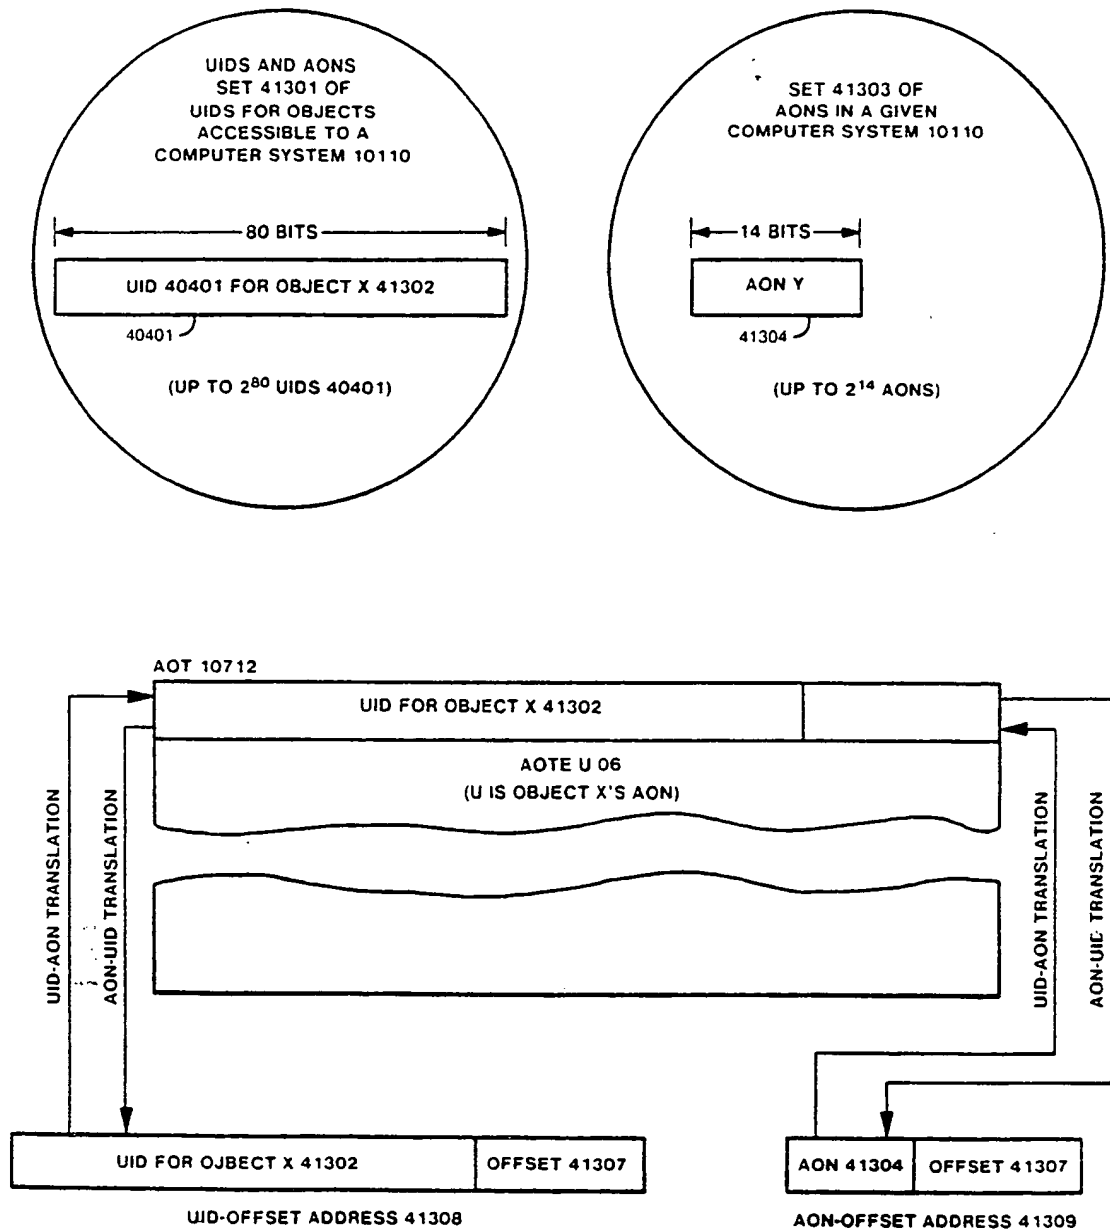 UIDS AND AONS
SET 41301 OF
UIDS FOR OBJECTS
ACCESSIBLE TO A
COMPUTER SYSTEM 10110
80 BITS
UID 40401 FOR OBJECT X 41302
40401
(UP TO 2⁸⁰ UIDS 40401)
SET 41303 OF
AONS IN A GIVEN
COMPUTER SYSTEM 10110
14 BITS
AON Y
41304
(UP TO 2¹⁴ AONS)
AOT 10712
UID FOR OBJECT X 41302
AOTE U 06
(U IS OBJECT X'S AON)
UID-AON TRANSLATION
AON-UID TRANSLATION
UID-AON TRANSLATION
AON-UID TRANSLATION
UID FOR OJBECT X 41302
OFFSET 41307
UID-OFFSET ADDRESS 41308
AON 41304
OFFSET 41307
AON-OFFSET ADDRESS 41309